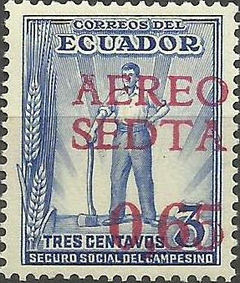 CORREOS DEL
ECUADOR
AEREO
SEDTA
0.65
3
TRES CENTAVOS
SEGURO SOCIAL DEL CAMPESINO